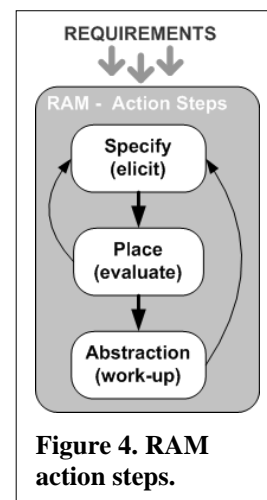 REQUIREMENTS
RAM - Action Steps
Specify
(elicit)
Place
(evaluate)
Abstraction
(work-up)
Figure 4. RAM
action steps.